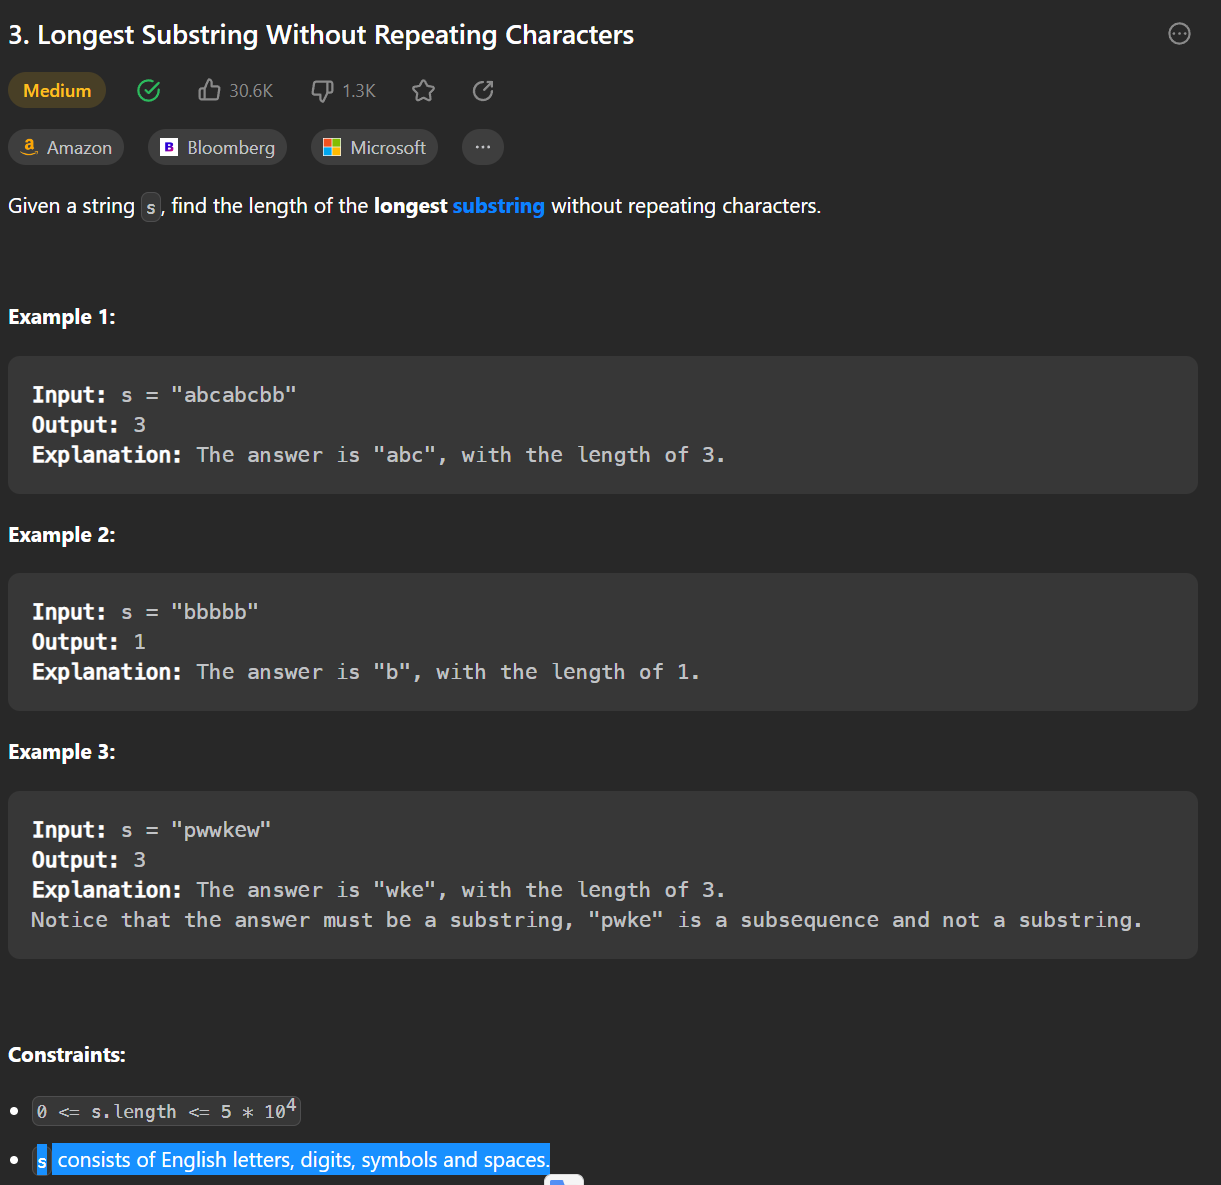 3. Longest Substring Without Repeating Characters
Medium 30.6K 1.3K
Amazon Bloomberg Microsoft
Given a string s, find the length of the longest substring without repeating characters.
Example 1:
Input: s = "abcabcbb"
Output: 3
Explanation: The answer is "abc", with the length of 3.
Example 2:
Input: s = "bbbbb"
Output: 1
Explanation: The answer is "b", with the length of 1.
Example 3:
Input: s = "pwwkew"
Output: 3
Explanation: The answer is "wke", with the length of 3.
Notice that the answer must be a substring, "pwke" is a subsequence and not a substring.
Constraints:
0 <= s.length <= 5 * 10⁴
s consists of English letters, digits, symbols and spaces.